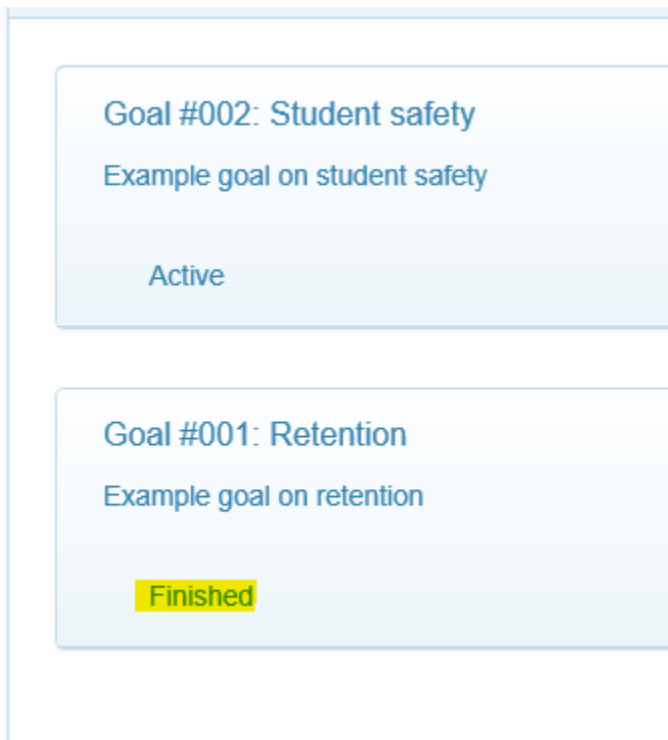 Goal #002: Student safety
Example goal on student safety
Active
Goal #001: Retention
Example goal on retention
Finished